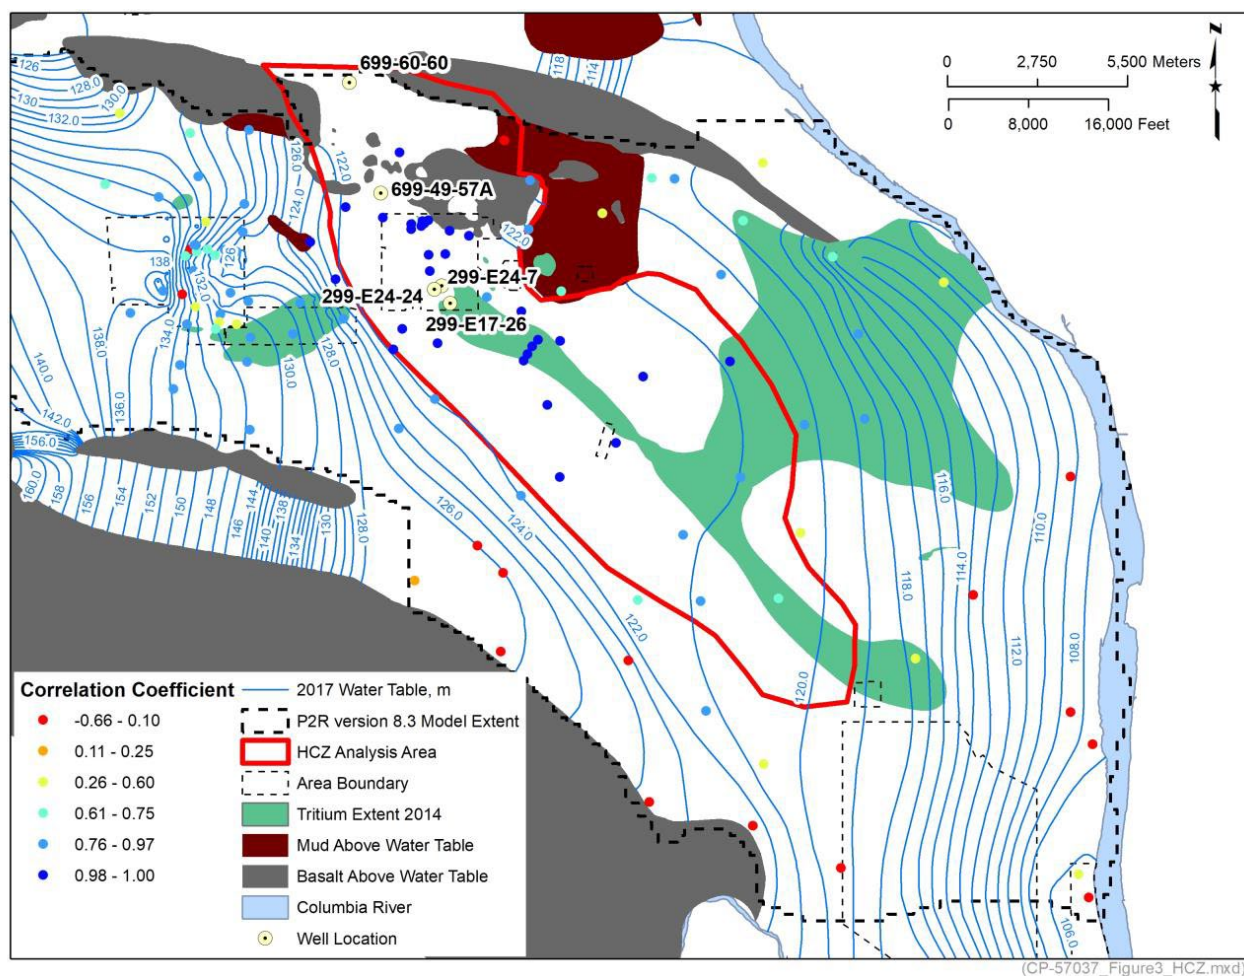 699-60-60
0 2,750 5,500 Meters
0 8,000 16,000 Feet
N
126
128.0
130
130.0
132.0
118
114
126.0
122.0
124.0
699-49-57A
122.0
138
126
132.0
299-E24-7
299-E24-24
299-E17-26
134.0
138.0
128.0
130.0
140.0
136.0
142.0
156.0
160.0
158
156
154
152
150
148
146
144
140
138
134
130
128.0
126.0
124.0
116.0
110.0
118.0
114.0
122.0
112.0
108.0
120.0
106.0
Correlation Coefficient
-0.66 - 0.10
0.11 - 0.25
0.26 - 0.60
0.61 - 0.75
0.76 - 0.97
0.98 - 1.00
2017 Water Table, m
P2R version 8.3 Model Extent
HCZ Analysis Area
Area Boundary
Tritium Extent 2014
Mud Above Water Table
Basalt Above Water Table
Columbia River
Well Location
(CP-57037_Figure3_HCZ.mxd)